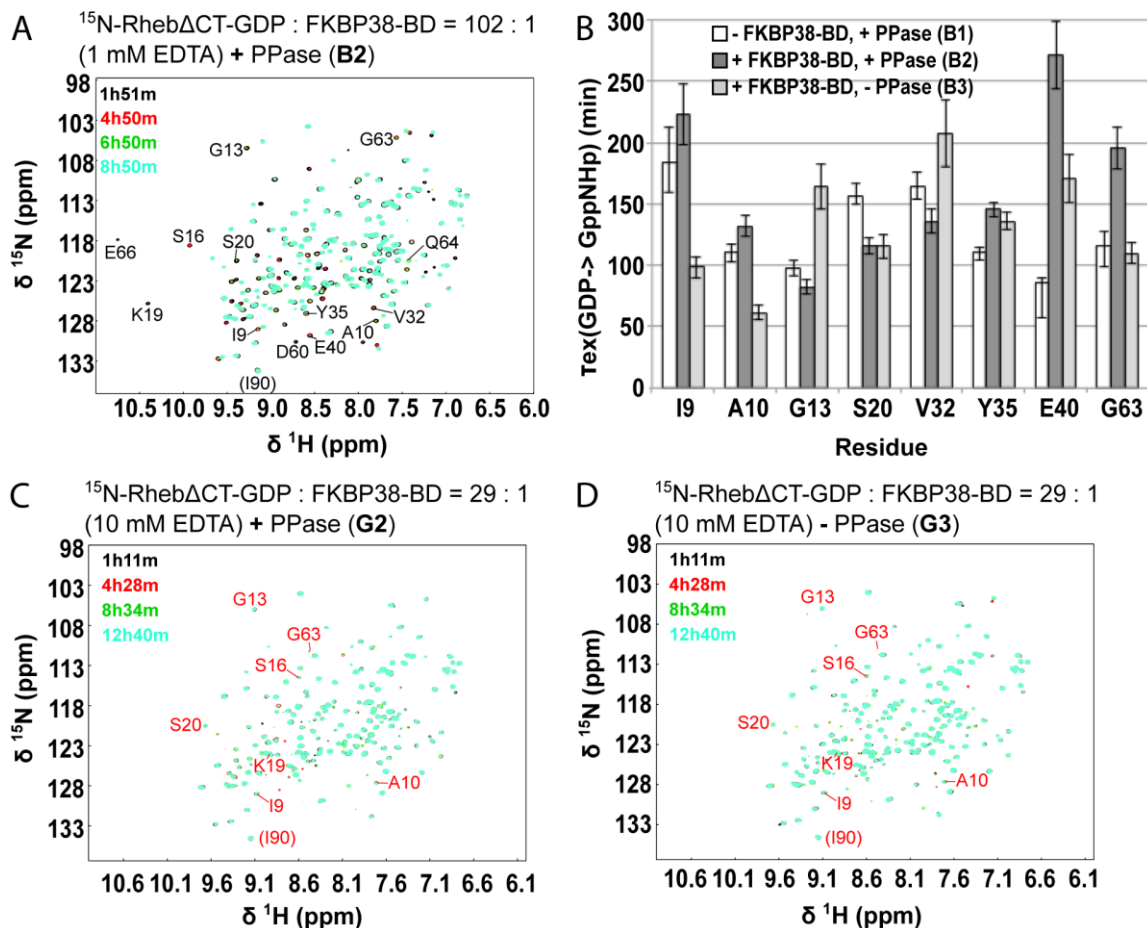 A
¹⁵N-RhebΔCT-GDP : FKBP38-BD = 102 : 1
(1 mM EDTA) + PPase (B2)
1h51m
4h50m
6h50m
8h50m
98
103
108
113
118
123
128
133
δ ¹⁵N (ppm)
G13
G63
S16
S20
Q64
E66
K19
I9
Y35
V32
A10
D60
E40
(I90)
10.5 10.0 9.5 9.0 8.5 8.0 7.5 7.0 6.5 6.0
δ ¹H (ppm)
B
- FKBP38-BD, + PPase (B1)
+ FKBP38-BD, + PPase (B2)
+ FKBP38-BD, - PPase (B3)
300
250
200
150
100
50
0
Tex(GDP-> GppNHp) (min)
I9 A10 G13 S20 V32 Y35 E40 G63
Residue
C
¹⁵N-RhebΔCT-GDP : FKBP38-BD = 29 : 1
(10 mM EDTA) + PPase (G2)
1h11m
4h28m
8h34m
12h40m
98
103
108
113
118
123
128
133
δ ¹⁵N (ppm)
G13
G63
S16
S20
K19
A10
I9
(I90)
10.6 10.1 9.6 9.1 8.6 8.1 7.6 7.1 6.6 6.1
δ ¹H (ppm)
D
¹⁵N-RhebΔCT-GDP : FKBP38-BD = 29 : 1
(10 mM EDTA) - PPase (G3)
1h11m
4h28m
8h34m
12h40m
98
103
108
113
118
123
128
133
δ ¹⁵N (ppm)
G13
G63
S16
S20
K19
A10
I9
(I90)
10.6 10.1 9.6 9.1 8.6 8.1 7.6 7.1 6.6 6.1
δ ¹H (ppm)